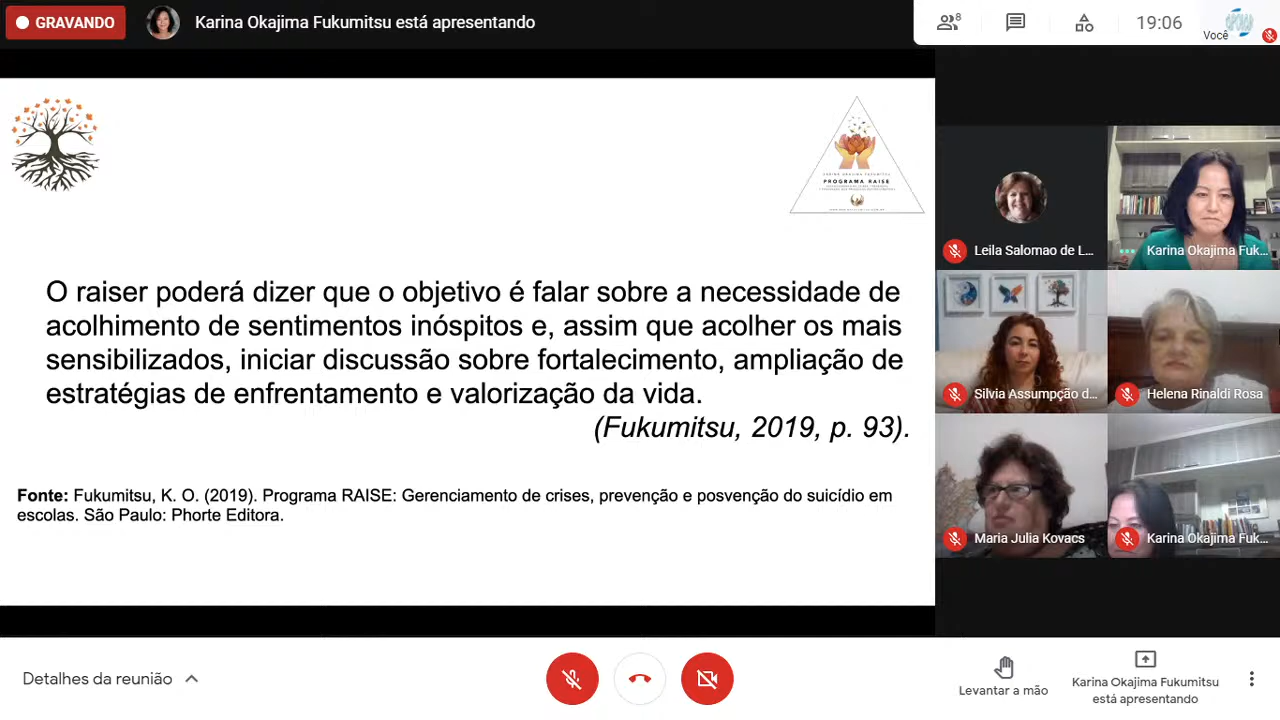 GRAVANDO
Karina Okajima Fukumitsu está apresentando
8
19:06
Você
KARINA OKAJIMA FUKUMITSU
PROGRAMA RAISE
O raiser poderá dizer que o objetivo é falar sobre a necessidade de
acolhimento de sentimentos inóspitos e, assim que acolher os mais
sensibilizados, iniciar discussão sobre fortalecimento, ampliação de
estratégias de enfrentamento e valorização da vida.
(Fukumitsu, 2019, p. 93).
Fonte: Fukumitsu, K. O. (2019). Programa RAISE: Gerenciamento de crises, prevenção e posvenção do suicídio em
escolas. São Paulo: Phorte Editora.
Leila Salomao de L...
Karina Okajima Fuk...
Silvia Assumpção d...
Helena Rinaldi Rosa
Maria Julia Kovacs
Karina Okajima Fuk...
Detalhes da reunião
Levantar a mão
Karina Okajima Fukumitsu
está apresentando